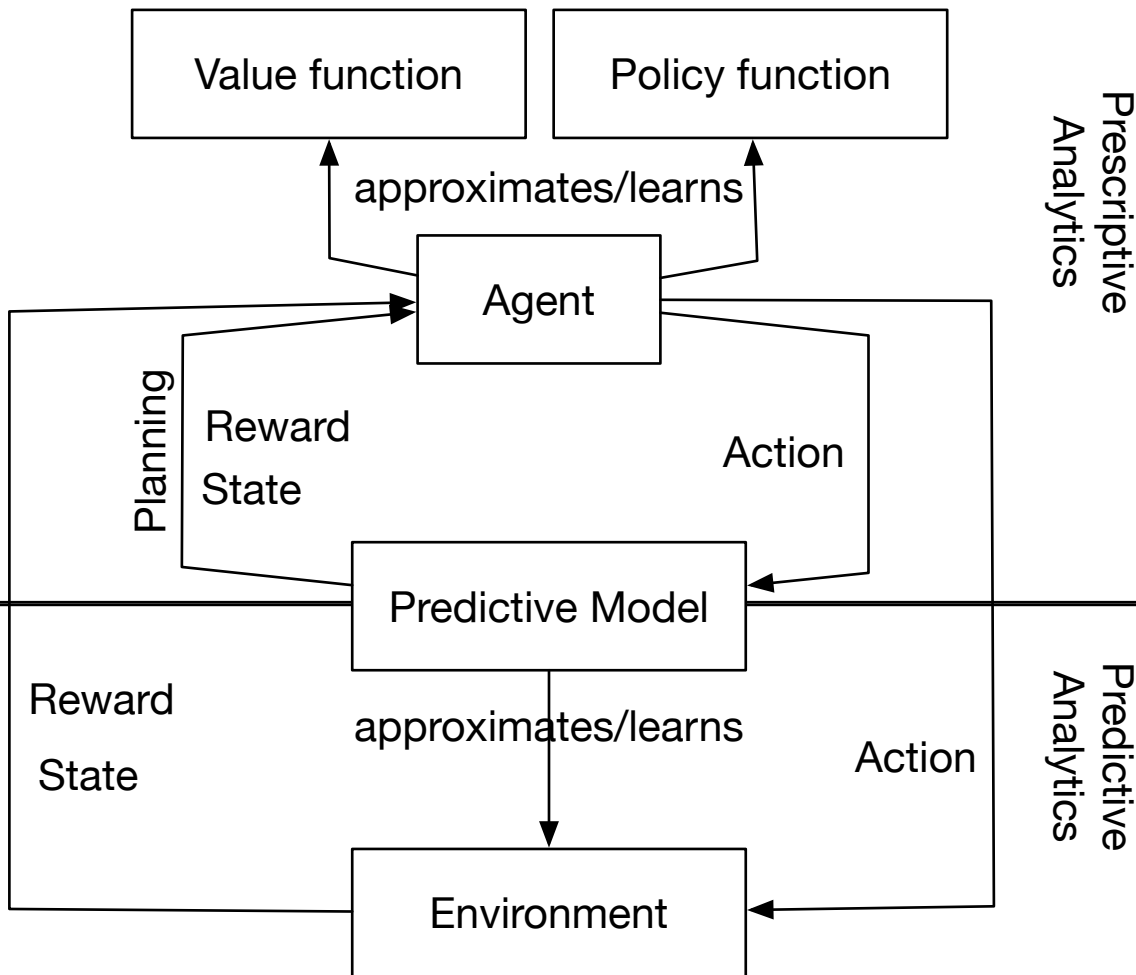 Value function
Policy function
approximates/learns
Prescriptive
Analytics
Agent
Planning
Reward
State
Action
Predictive Model
Reward
State
approximates/learns
Action
Predictive
Analytics
Environment